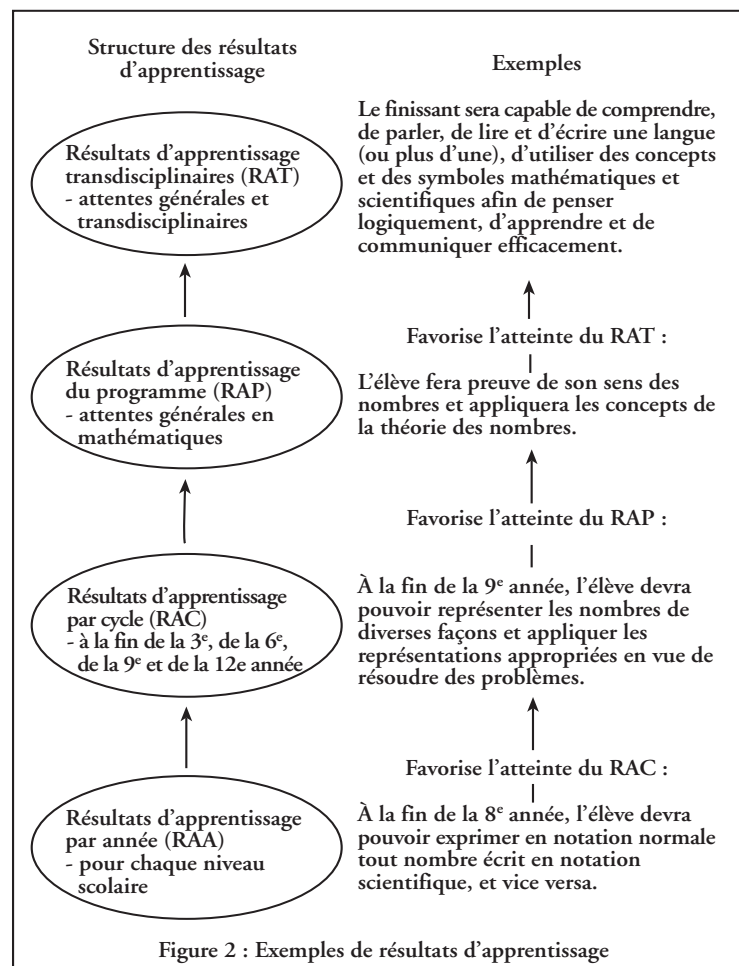 Structure des résultats
d'apprentissage
Exemples
Résultats d'apprentissage
transdisciplinaires (RAT)
- attentes générales et
transdisciplinaires
Le finissant sera capable de comprendre,
de parler, de lire et d'écrire une langue
(ou plus d'une), d'utiliser des concepts
et des symboles mathématiques et
scientifiques afin de penser
logiquement, d'apprendre et de
communiquer efficacement.
Favorise l'atteinte du RAT :
Résultats d'apprentissage
du programme (RAP)
- attentes générales en
mathématiques
L'élève fera preuve de son sens des
nombres et appliquera les concepts de
la théorie des nombres.
Favorise l'atteinte du RAP :
Résultats d'apprentissage
par cycle (RAC)
- à la fin de la 3e, de la 6e,
de la 9e et de la 12e année
À la fin de la 9e année, l'élève devra
pouvoir représenter les nombres de
diverses façons et appliquer les
représentations appropriées en vue de
résoudre des problèmes.
Favorise l'atteinte du RAC :
Résultats d'apprentissage
par année (RAA)
- pour chaque niveau
scolaire
À la fin de la 8e année, l'élève devra
pouvoir exprimer en notation normale
tout nombre écrit en notation
scientifique, et vice versa.
Figure 2 : Exemples de résultats d'apprentissage